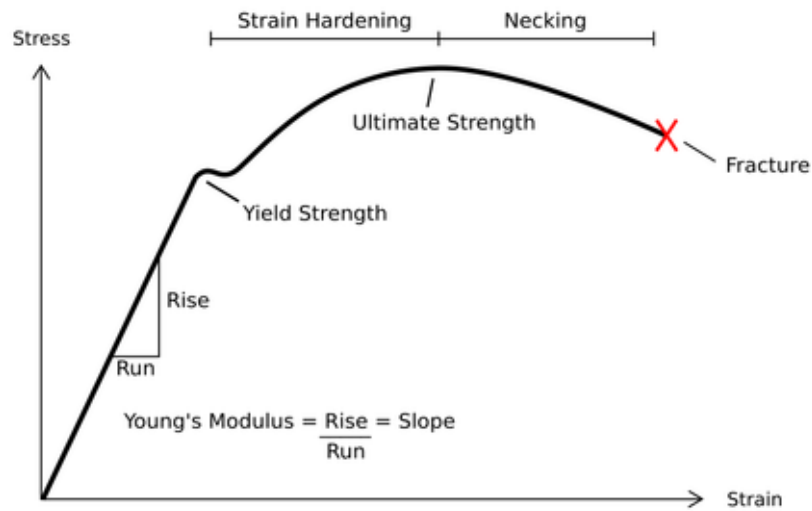 Strain Hardening
Necking
Stress
Ultimate Strength
Fracture
Yield Strength
Rise
Run
Young's Modulus = Rise = Slope
Run
Strain